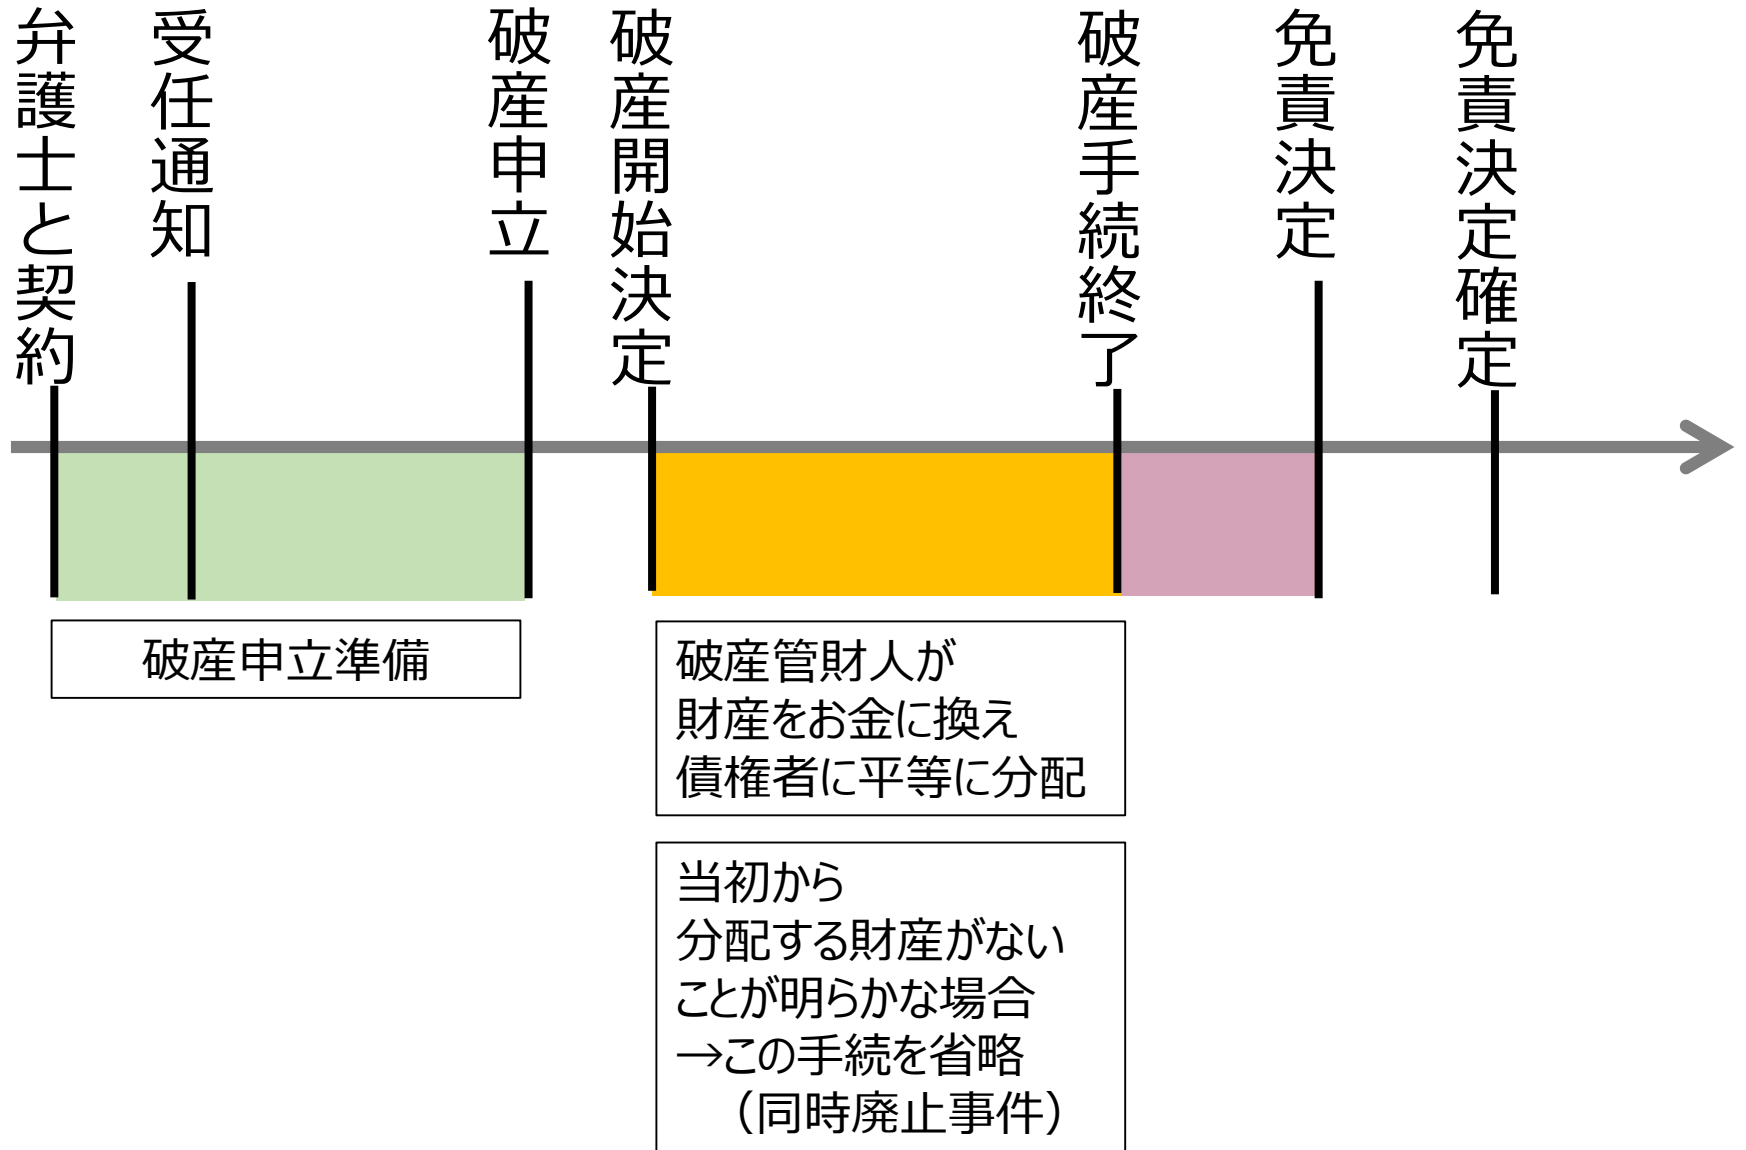 弁護士と契約
受任通知
破産申立
破産開始決定
破産手続終了
免責決定
免責決定確定
破産申立準備
破産管財人が
財産をお金に換え
債権者に平等に分配
当初から
分配する財産がない
ことが明らかな場合
→この手続を省略
（同時廃止事件）